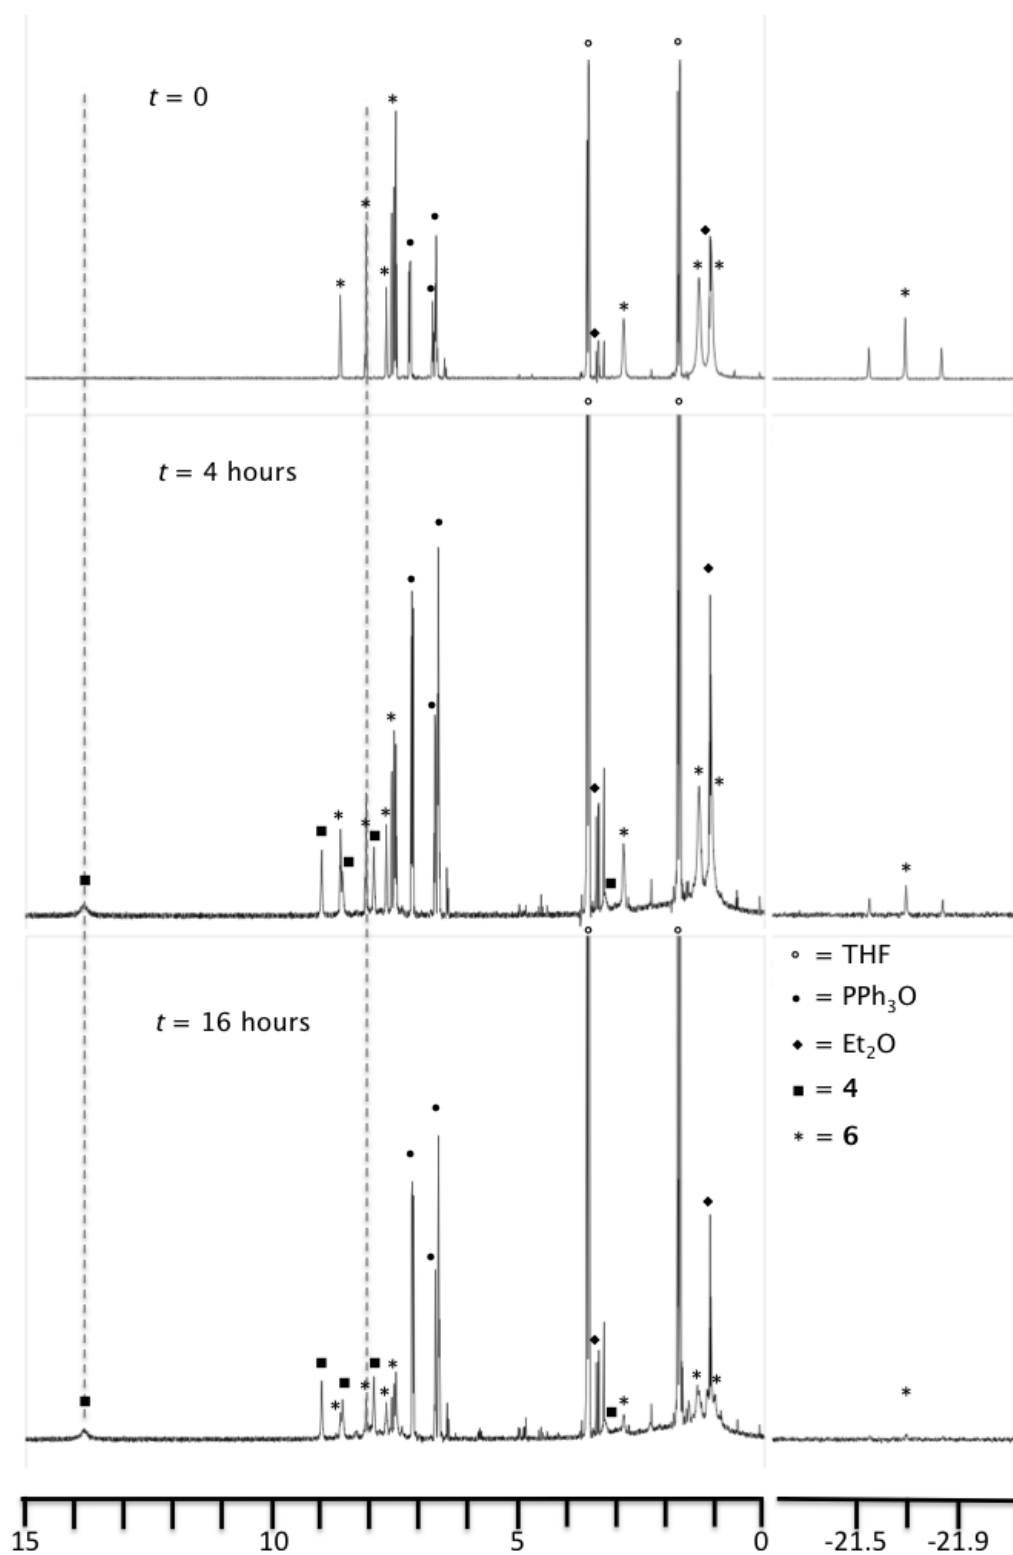 t = 0
t = 4 hours
t = 16 hours
° = THF
• = PPh₃O
◆ = Et₂O
■ = 4
* = 6
15 10 5 0 -21.5 -21.9